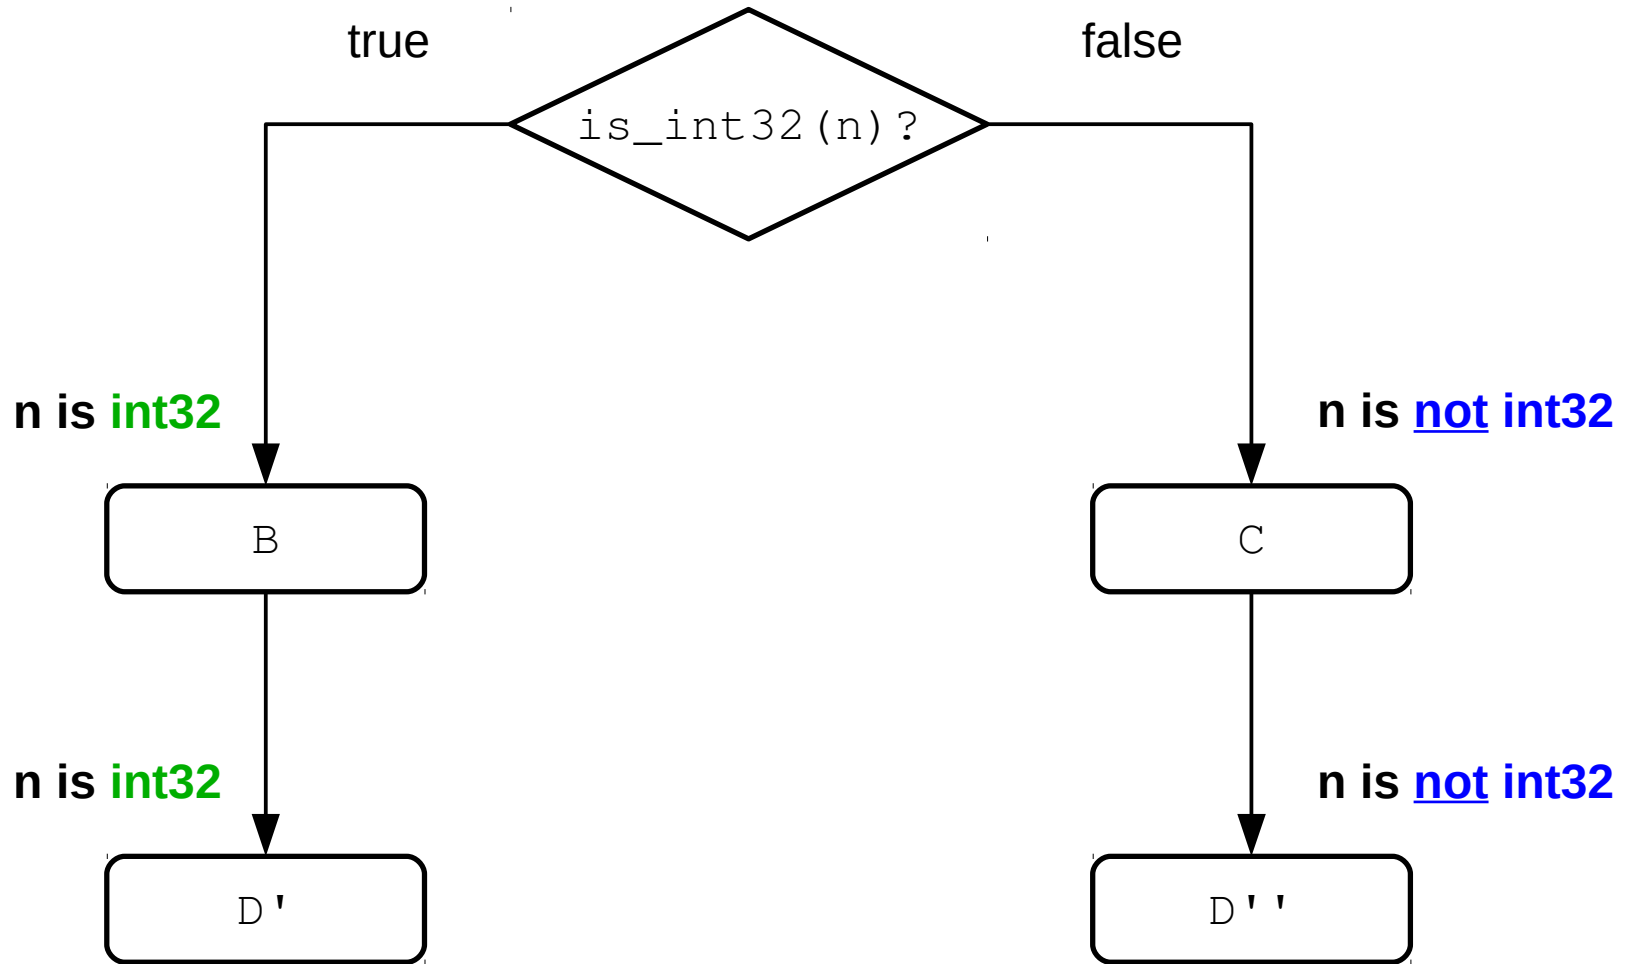 true
false
is_int32(n)?
n is int32
n is not int32
B
C
n is int32
n is not int32
D'
D''